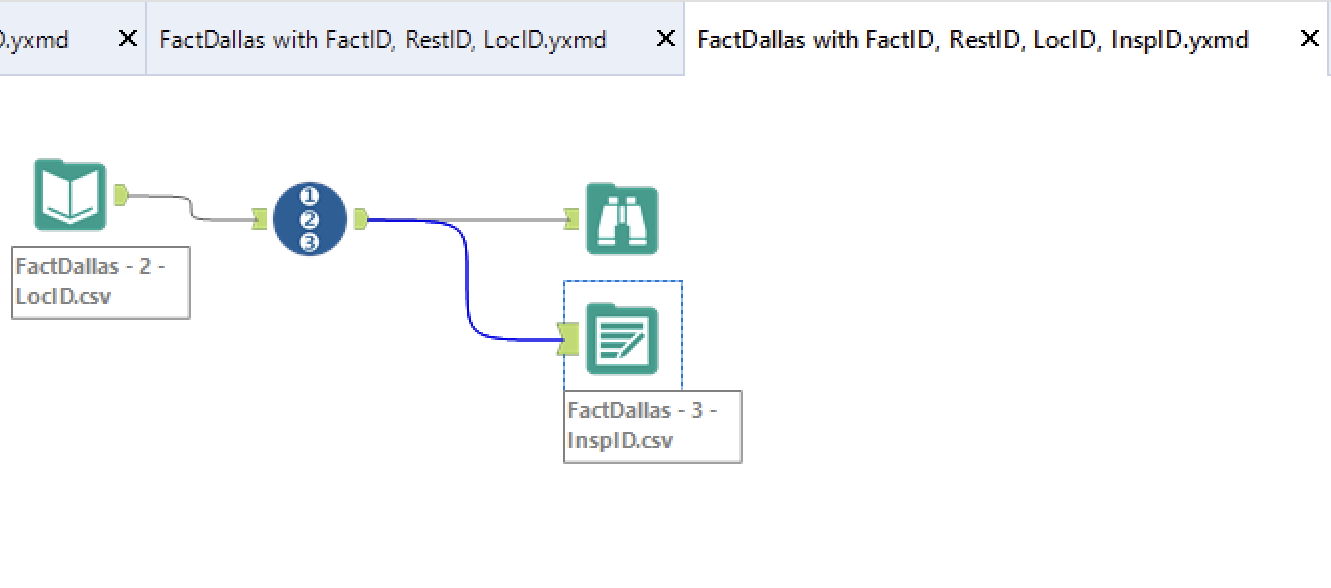 D.yxmd
FactDallas with FactID, RestID, LocID.yxmd
FactDallas with FactID, RestID, LocID, InspID.yxmd
1
2
3
FactDallas - 2 -
LocID.csv
FactDallas - 3 -
InspID.csv